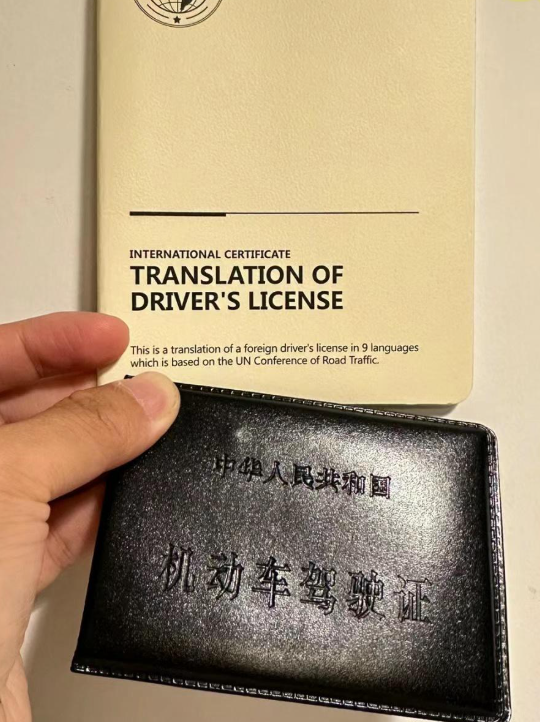 INTERNATIONAL CERTIFICATE
TRANSLATION OF
DRIVER'S LICENSE
This is a translation of a foreign driver's license in 9 languages
which is based on the UN Conference of Road Traffic.
中华人民共和国
机动车驾驶证